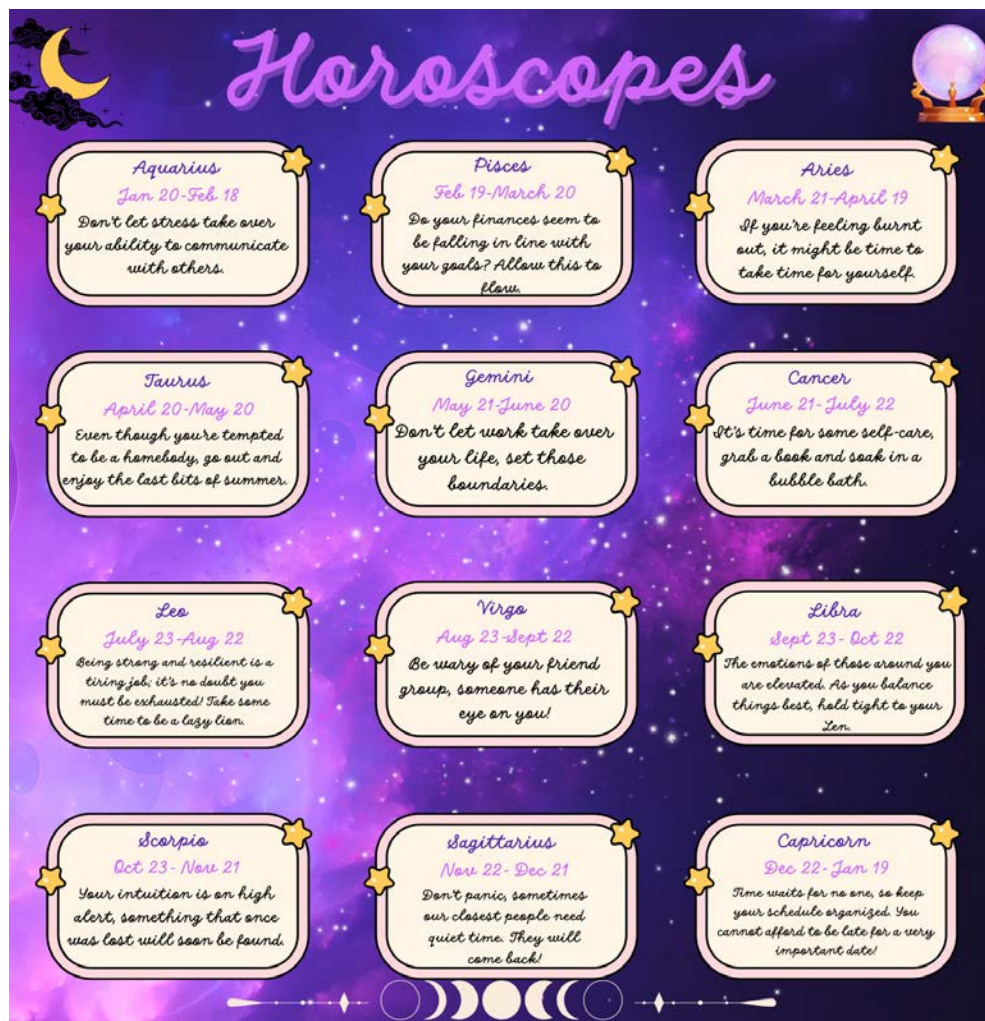 Horoscopes
Aquarius
Jan 20-Feb 18
Don't let stress take over
your ability to communicate
with others.
Pisces
Feb 19-March 20
Do your finances seem to
be falling in line with
your goals? Allow this to
flow.
Aries
March 21-April 19
If you're feeling burnt
out, it might be time to
take time for yourself.
Taurus
April 20-May 20
Even though you're tempted
to be a homebody, go out and
enjoy the last bits of summer.
Gemini
May 21-June 20
Don't let work take over
your life, set those
boundaries.
Cancer
June 21- July 22
It's time for some self-care,
grab a book and soak in a
bubble bath.
Leo
July 23-Aug 22
Being strong and resilient is a
tiring job; it's no doubt you
must be exhausted! Take some
time to be a lazy lion.
Virgo
Aug 23-Sept 22
Be wary of your friend
group, someone has their
eye on you!
Libra
Sept 23- Oct 22
The emotions of those around you
are elevated. As you balance
things best, hold tight to your
Zen.
Scorpio
Oct 23- Nov 21
Your intuition is on high
alert, something that once
was lost will soon be found.
Sagittarius
Nov 22- Dec 21
Don't panic, sometimes
our closest people need
quiet time. They will
come back!
Capricorn
Dec 22-Jan 19
Time waits for no one, so keep
your schedule organized. You
cannot afford to be late for a very
important date!